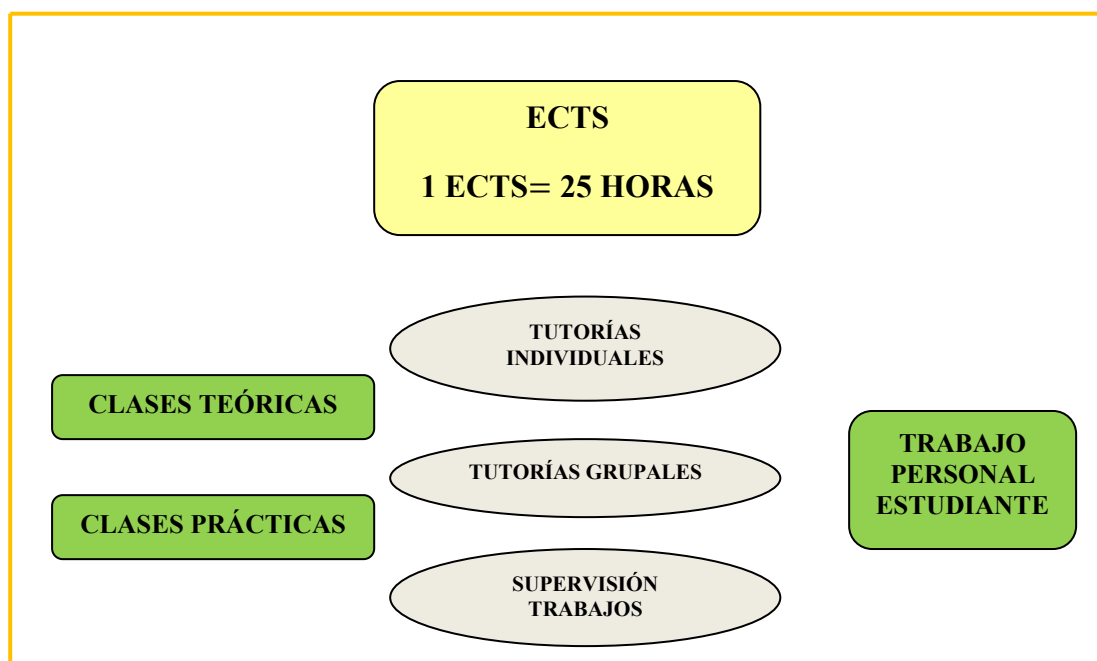 ECTS
1 ECTS= 25 HORAS
TUTORÍAS
INDIVIDUALES
CLASES TEÓRICAS
TUTORÍAS GRUPALES
CLASES PRÁCTICAS
SUPERVISIÓN
TRABAJOS
TRABAJO
PERSONAL
ESTUDIANTE